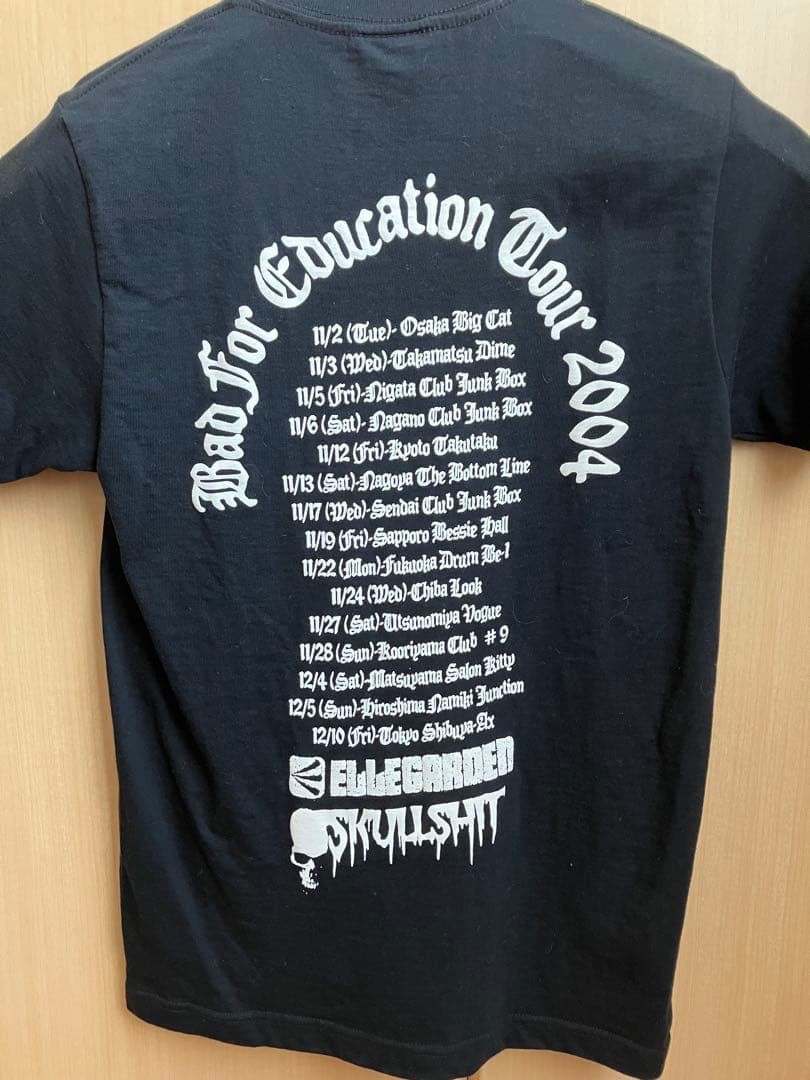 Bad For Education Tour 2004
11/2 (Tue)- Osaka Big Cat
11/3 (Wed)-Takamatsu Dime
11/5 (Fri)-Nigata Club Junk Box
11/6 (Sat)- Nagano Club Junk Box
11/12 (Fri)-Kyoto Takutaku
11/13 (Sat)-Nagoya The Bottom Line
11/17 (Wed)-Sendai Club Junk Box
11/19 (Fri)-Sapporo Bessie Hall
11/22 (Mon)-Fukuoka Drum Be-1
11/24 (Wed)-Chiba Look
11/27 (Sat)-Utsunomiya Vogue
11/28 (Sun)-Kooriyama Club #9
12/4 (Sat)-Matsuyama Salon Kitty
12/5 (Sun)-Hiroshima Namiki Junction
12/10 (Fri)-Tokyo Shibuya-Ax
ELLEGARDEN
SKULLSHIT